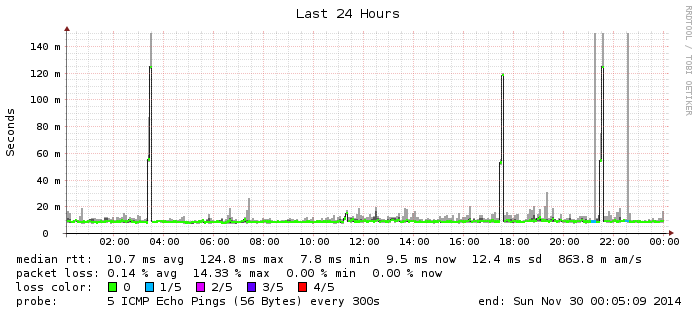 Last 24 Hours
RRDTOOL / TOBI OETIKER
Seconds
140 m
120 m
100 m
80 m
60 m
40 m
20 m
0
02:00 04:00 06:00 08:00 10:00 12:00 14:00 16:00 18:00 20:00 22:00 00:00
median rtt: 10.7 ms avg 124.8 ms max 7.8 ms min 9.5 ms now 12.4 ms sd 863.8 m am/s
packet loss: 0.14 % avg 14.33 % max 0.00 % min 0.00 % now
loss color: 0 1/5 2/5 3/5 4/5
probe: 5 ICMP Echo Pings (56 Bytes) every 300s end: Sun Nov 30 00:05:09 2014